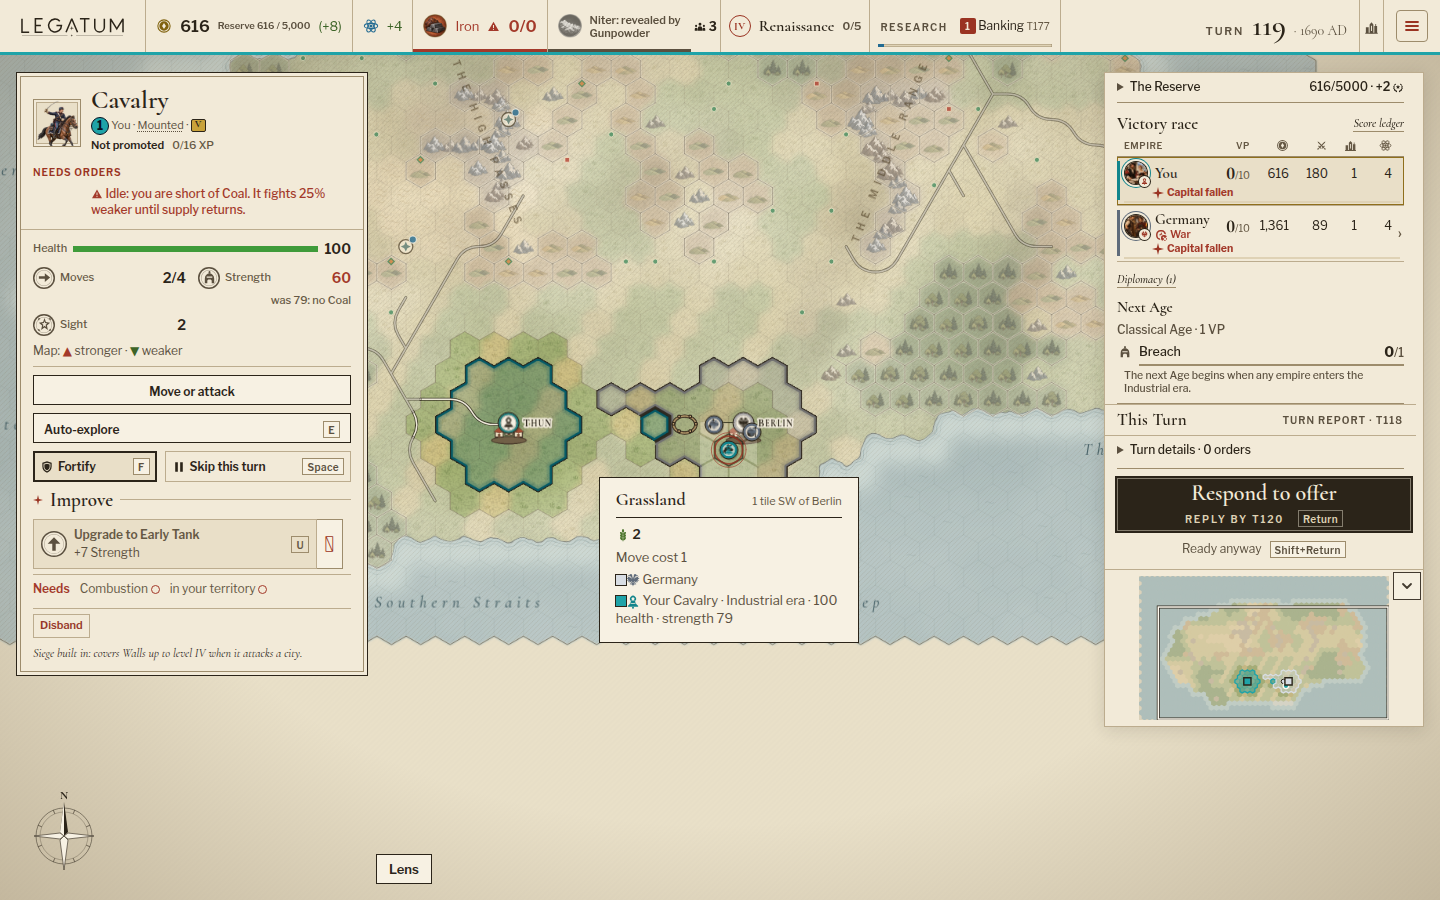 LEGATUM
616 Reserve 616 / 5,000 (+8)
+4
Iron 0/0
Niter: revealed by
Gunpowder
3
IV Renaissance 0/5
RESEARCH 1 Banking T177
TURN 119 · 1690 AD
Cavalry
1 You · Mounted · V
Not promoted 0/16 XP
NEEDS ORDERS
Idle: you are short of Coal. It fights 25%
weaker until supply returns.
Health 100
Moves 2/4 Strength 60
was 79: no Coal
Sight 2
Map: ▲ stronger · ▼ weaker
Move or attack
Auto-explore E
Fortify F Skip this turn Space
Improve
Upgrade to Early Tank
+7 Strength
U
Needs Combustion in your territory
Disband
Siege built in: covers Walls up to level IV when it attacks a city.
THUN
BERLIN
Southern Straits
Grassland 1 tile SW of Berlin
2
Move cost 1
Germany
Your Cavalry · Industrial era · 100
health · strength 79
The Reserve 616/5000 · +2
Victory race Score ledger
EMPIRE VP
You 0/10 616 180 1 4
Capital fallen
Germany 0/10 1,361 89 1 4 ›
War
Capital fallen
Diplomacy (1)
Next Age
Classical Age · 1 VP
Breach 0/1
The next Age begins when any empire enters the
Industrial era.
This Turn TURN REPORT · T118
Turn details · 0 orders
Respond to offer
REPLY BY T120 Return
Ready anyway Shift+Return
N
Lens